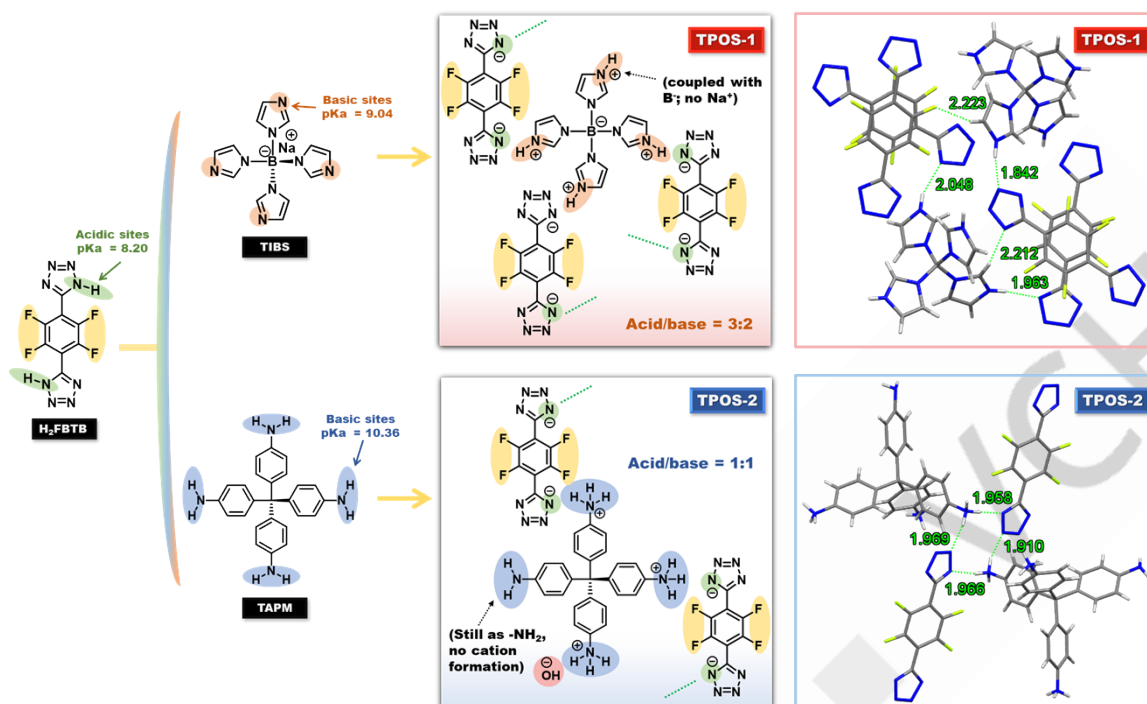 Acidic sites
pKa = 8.20
N N
N N H
F F
F F
H N N
N N
H₂FBTB
Basic sites
pKa = 9.04
N
N
Na ⊕
N N B ⊖ N N
N
N
TIBS
Basic sites
pKa = 10.36
H H
N
H N H
H N H
N
H H
TAPM
TPOS-1
N N
N N ⊖
F F
F F
N ⊖ N
N N
N H ⊕
(coupled with
B⁻; no Na⁺)
N
N N B ⊖ N N
H ⊕ ⊕ H
N
N ⊕
H
⊖ N N
N N
F F
F F
N ⊖ N
N N
N N
N N ⊖
F F
F F
⊖ N N
N N
Acid/base = 3:2
TPOS-1
2.223
1.842
2.048
2.212
1.963
TPOS-2
N N
N N ⊖
F F
F F
N ⊖ N
N N
Acid/base = 1:1
H H H
N ⊕
H N H
⊕ H N H H
(Still as -NH₂,
no cation
formation)
⊕ N
H H H
⊖
OH
N N
N N ⊖
F F
F F
N ⊖ N
N N
TPOS-2
1.958
1.969
1.910
1.966